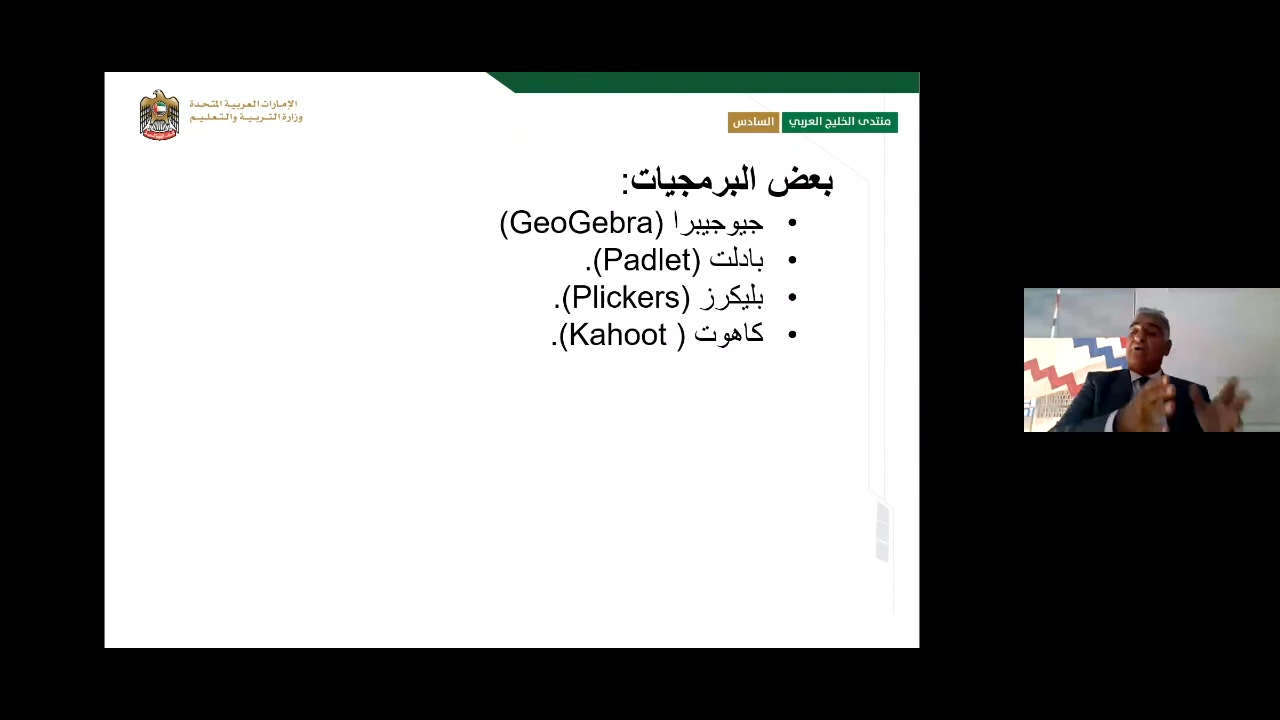 الإمارات العربية المتحدة
وزارة التربية والتعليم
منتدى الخليج العربي السادس
بعض البرمجيات:
• جيوجيبرا (GeoGebra)
• بادلت (Padlet).
• بليكرز (Plickers).
• كاهوت ( Kahoot).